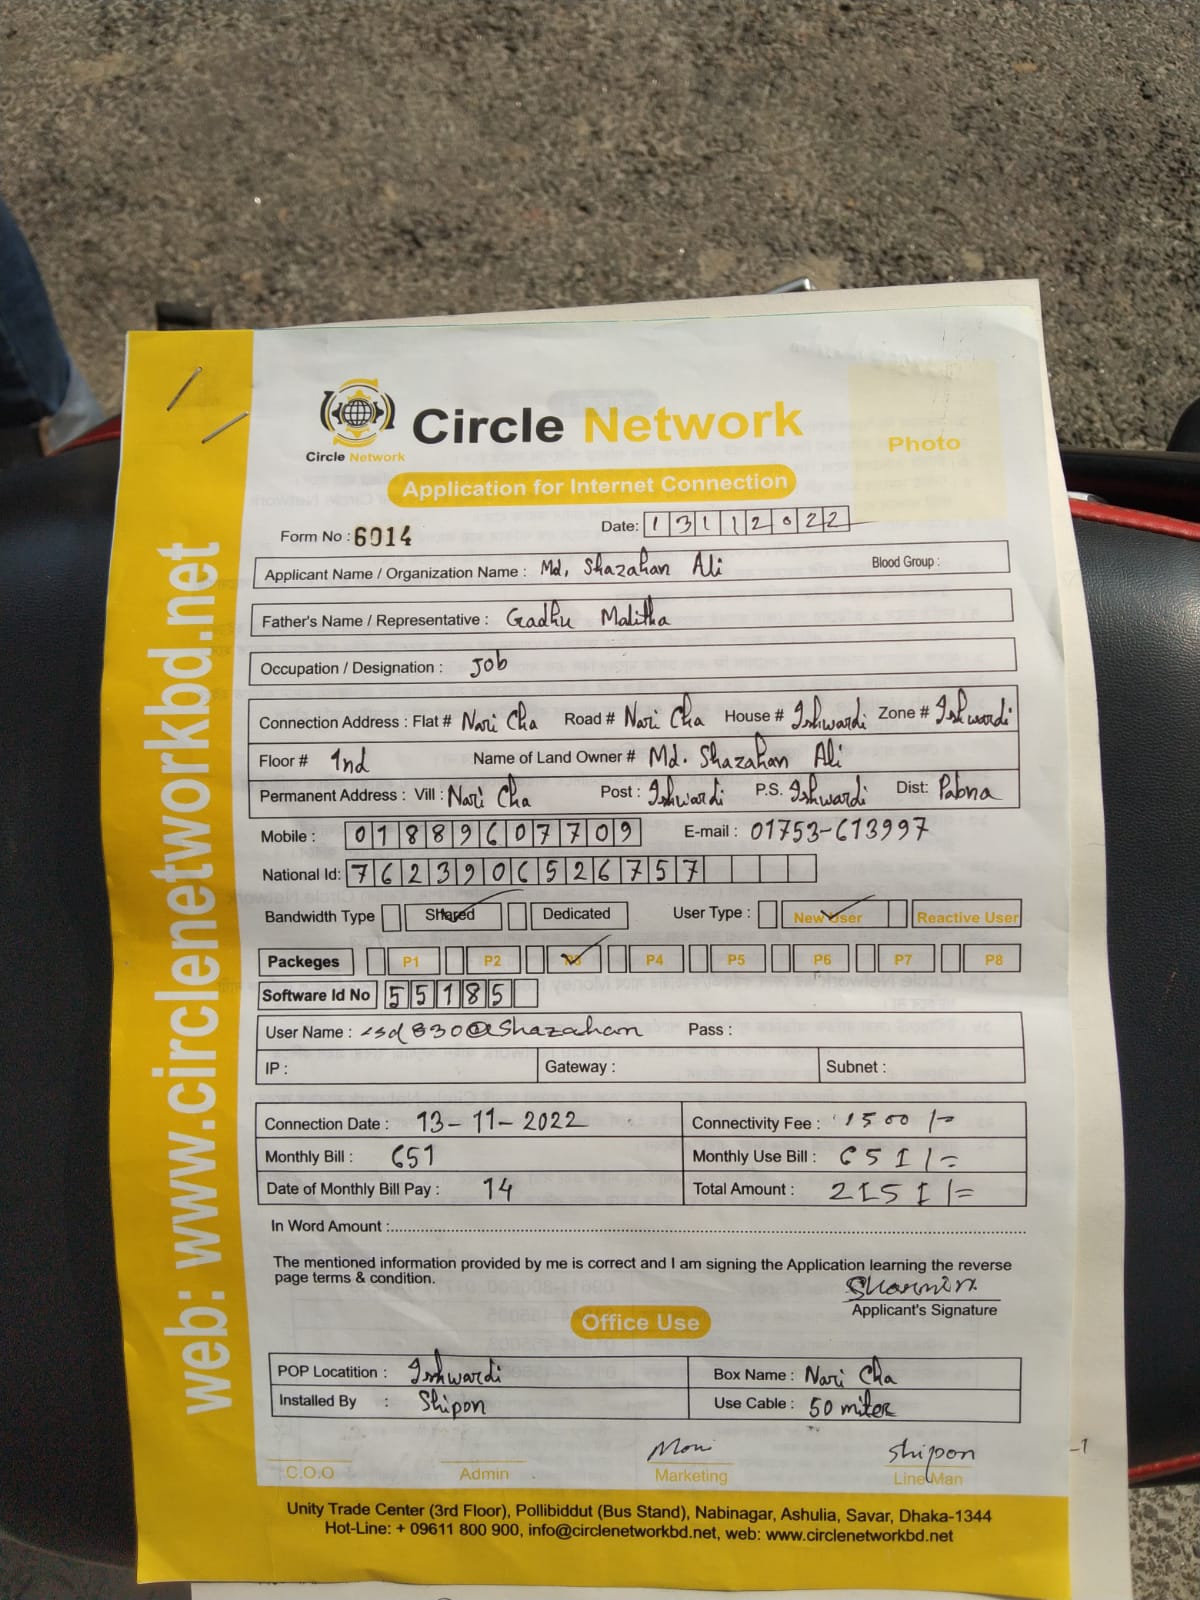 web: www.circlenetworkbd.net
Circle Network
Circle Network
Photo
Application for Internet Connection
Form No : 6014 Date: 13112022
Applicant Name / Organization Name : Md, Shazahan Ali Blood Group :
Father's Name / Representative : Gadhu Malitha
Occupation / Designation : Job
Connection Address : Flat # Nari Cha Road # Nari Cha House # Ishwardi Zone # Ishwardi
Floor # 1nd Name of Land Owner # Md. Shazahan Ali
Permanent Address : Vill : Nari Cha Post : Ishwardi P.S. Ishwardi Dist: Pabna
Mobile : 01889607709 E-mail : 01753-613997
National Id: 7623906526757
Bandwidth Type Shared Dedicated User Type : New User Reactive User
Packeges P1 P2 P3 P4 P5 P6 P7 P8
Software Id No 55185
User Name : @Shazahan Pass :
IP : Gateway : Subnet :
Connection Date : 13-11-2022 Connectivity Fee : 1500/-
Monthly Bill : 651 Monthly Use Bill : 651/=
Date of Monthly Bill Pay : 14 Total Amount : 2151/=
In Word Amount :
The mentioned information provided by me is correct and I am signing the Application learning the reverse
page terms & condition.
Sharmin
Applicant's Signature
Office Use
POP Locatition : Ishwardi Box Name : Nari Cha
Installed By : Shipon Use Cable : 50 miter
Moni Shipon
C.O.O Admin Marketing Line Man
Unity Trade Center (3rd Floor), Pollibiddut (Bus Stand), Nabinagar, Ashulia, Savar, Dhaka-1344
Hot-Line: + 09611 800 900, info@circlenetworkbd.net, web: www.circlenetworkbd.net